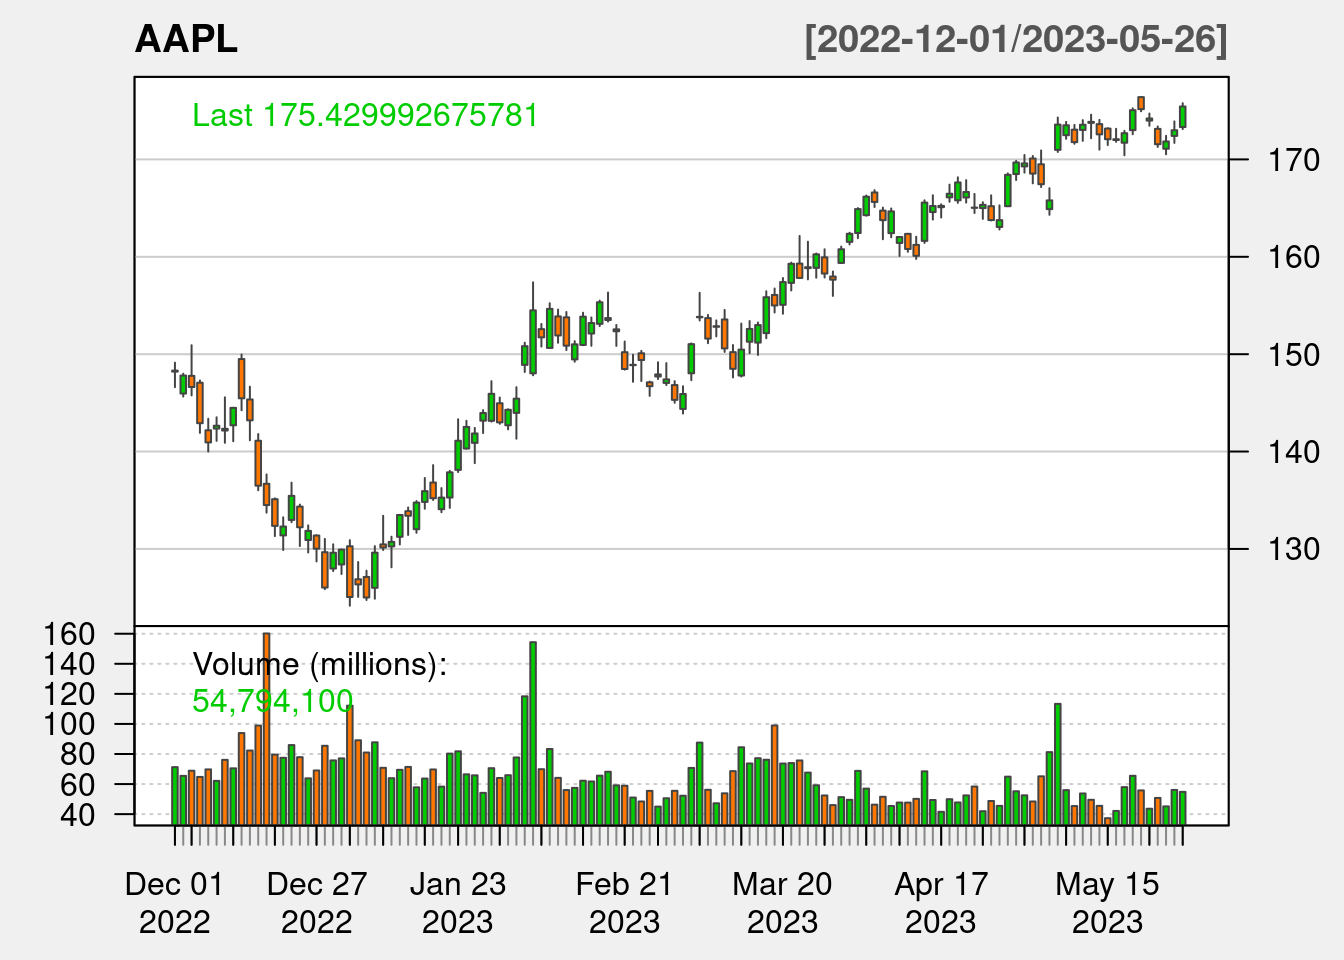 AAPL [2022-12-01/2023-05-26]
Last 175.429992675781
170
160
150
140
130
160
140
120
100
80
60
40
Volume (millions):
54,794,100
Dec 01 Dec 27 Jan 23 Feb 21 Mar 20 Apr 17 May 15
2022 2022 2023 2023 2023 2023 2023